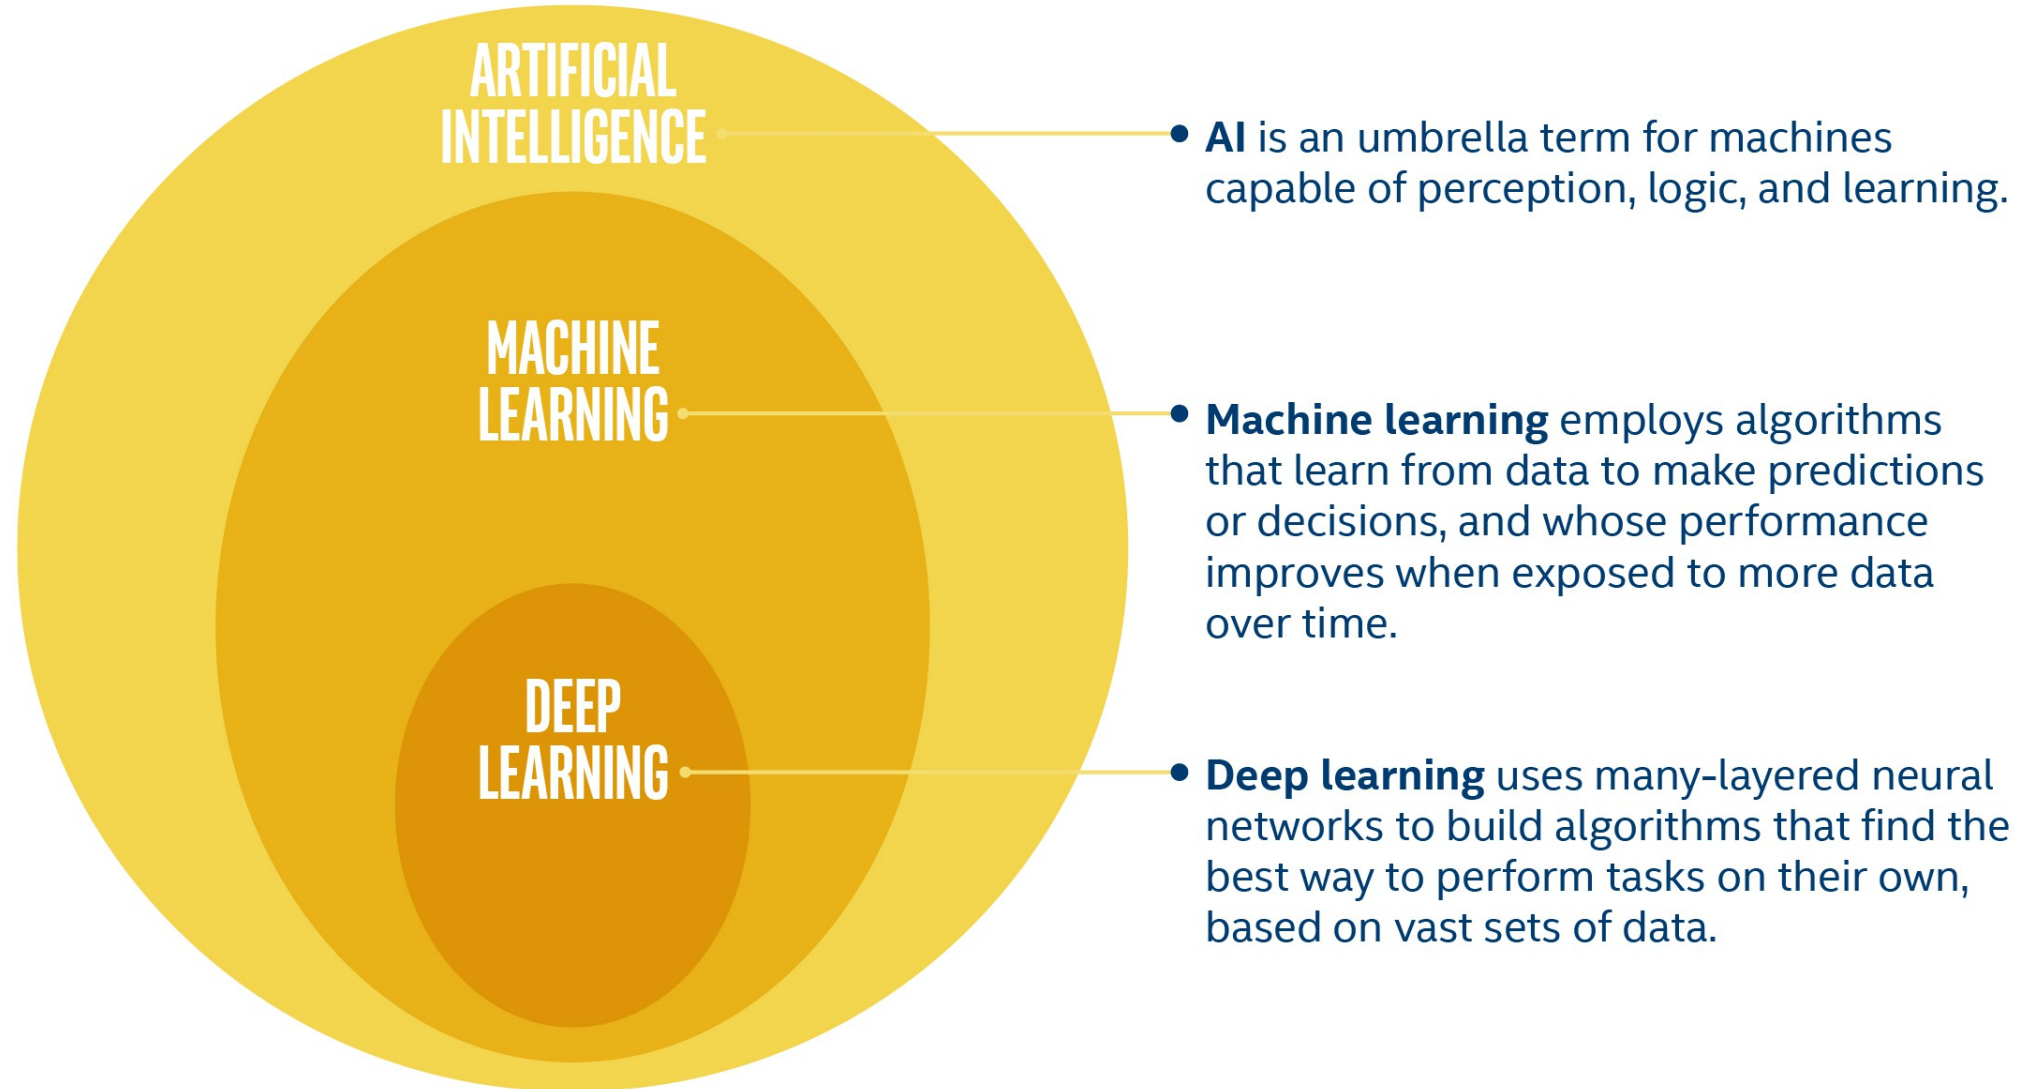 ARTIFICIAL
INTELLIGENCE
AI is an umbrella term for machines
capable of perception, logic, and learning.
MACHINE
LEARNING
Machine learning employs algorithms
that learn from data to make predictions
or decisions, and whose performance
improves when exposed to more data
over time.
DEEP
LEARNING
Deep learning uses many-layered neural
networks to build algorithms that find the
best way to perform tasks on their own,
based on vast sets of data.